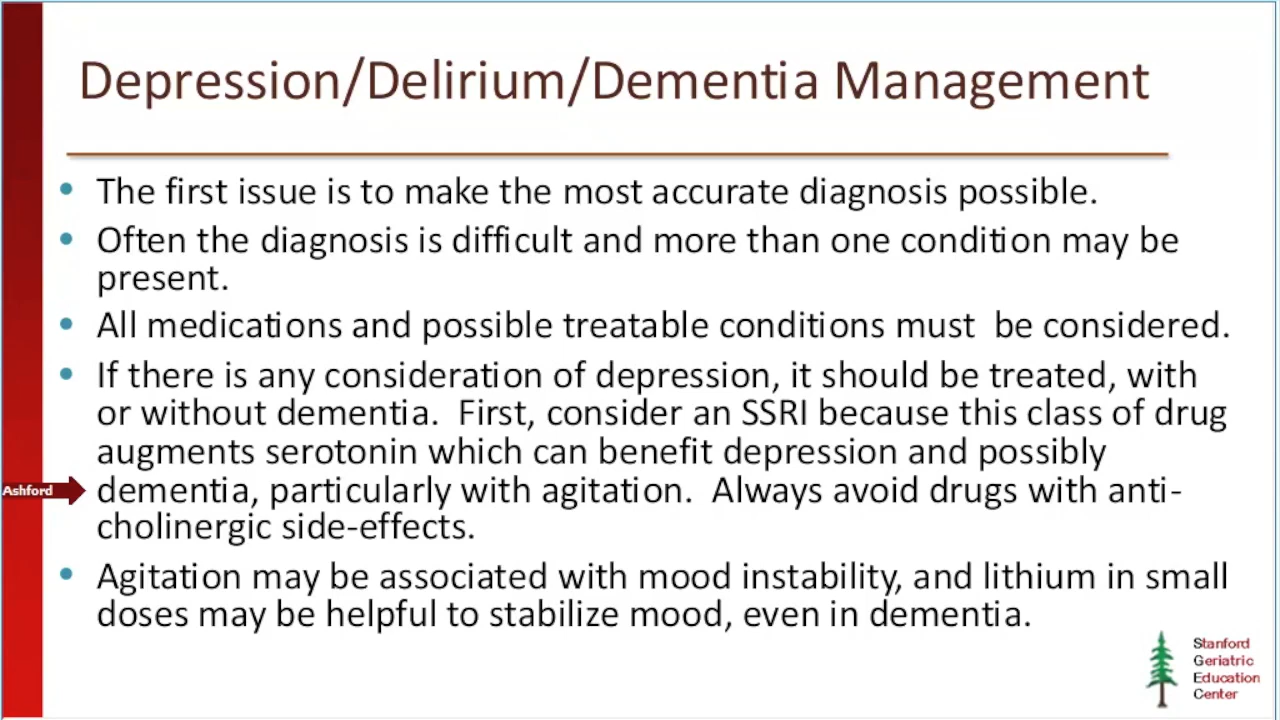 Depression/Delirium/Dementia Management
• The first issue is to make the most accurate diagnosis possible.
• Often the diagnosis is difficult and more than one condition may be
present.
• All medications and possible treatable conditions must  be considered.
• If there is any consideration of depression, it should be treated, with
or without dementia.  First, consider an SSRI because this class of drug
augments serotonin which can benefit depression and possibly
Ashford
dementia, particularly with agitation.  Always avoid drugs with anti-
cholinergic side-effects.
• Agitation may be associated with mood instability, and lithium in small
doses may be helpful to stabilize mood, even in dementia.
Stanford
Geriatric
Education
Center